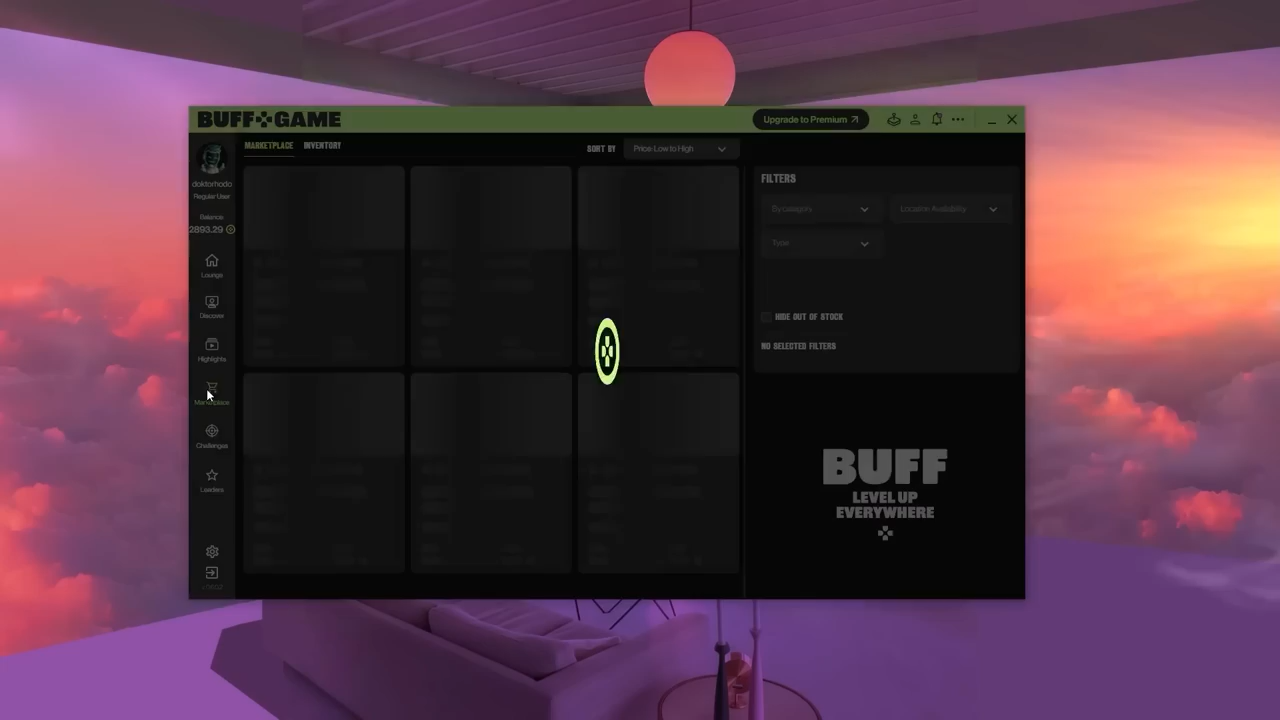 BUFF GAME
Upgrade to Premium
MARKETPLACE INVENTORY
SORT BY
Price: Low to High
doktorhodo
Regular User
Balance
2893.29
Lounge
Discover
Highlights
Marketplace
Challenges
Leaders
FILTERS
By category
Location Availability
Type
HIDE OUT OF STOCK
NO SELECTED FILTERS
BUFF
LEVEL UP
EVERYWHERE